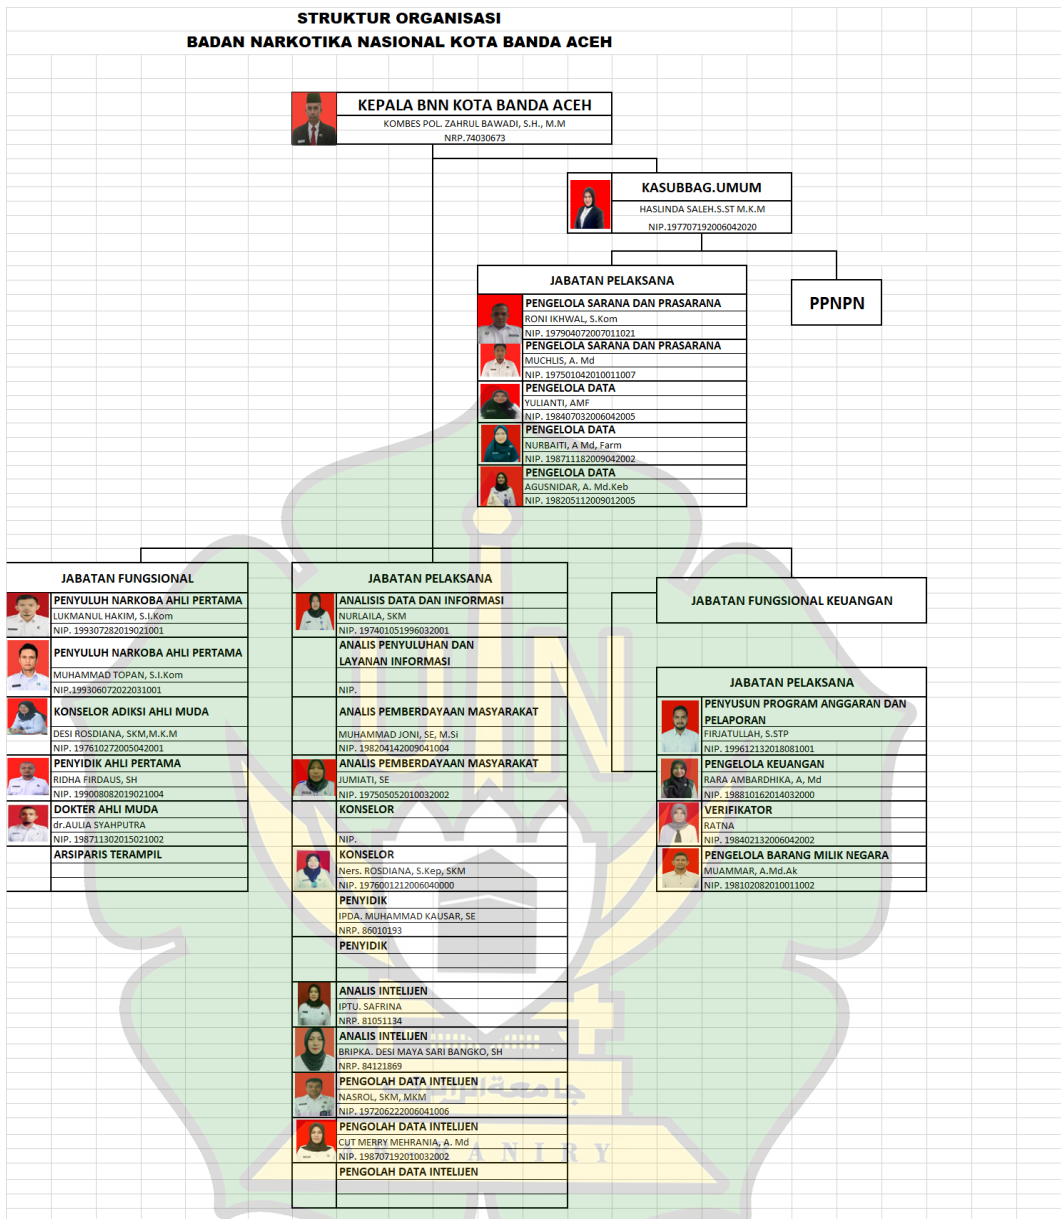 STRUKTUR ORGANISASI
BADAN NARKOTIKA NASIONAL KOTA BANDA ACEH
KEPALA BNN KOTA BANDA ACEH
KOMBES POL. ZAHRUL BAWADI, S.H., M.M
NRP.74030673
KASUBBAG.UMUM
HASLINDA SALEH.S.ST M.K.M
NIP.197707192006042020
JABATAN PELAKSANA
PENGELOLA SARANA DAN PRASARANA
RONI IKHWAL, S.Kom
NIP. 197904072007011021
PENGELOLA SARANA DAN PRASARANA
MUCHLIS, A. Md
NIP. 197501042010011007
PENGELOLA DATA
YULIANTI, AMF
NIP. 198407032006042005
PENGELOLA DATA
NURBAITI, A Md, Farm
NIP. 198711182009042002
PENGELOLA DATA
AGUSNIDAR, A. Md.Keb
NIP. 198205112009012005
PPNPN
JABATAN FUNGSIONAL
PENYULUH NARKOBA AHLI PERTAMA
LUKMANUL HAKIM, S.I.Kom
NIP. 199307282019021001
PENYULUH NARKOBA AHLI PERTAMA
MUHAMMAD TOPAN, S.I.Kom
NIP.199306072022031001
KONSELOR ADIKSI AHLI MUDA
DESI ROSDIANA, SKM,M.K.M
NIP. 197610272005042001
PENYIDIK AHLI PERTAMA
RIDHA FIRDAUS, SH
NIP. 199008082019021004
DOKTER AHLI MUDA
dr.AULIA SYAHPUTRA
NIP. 198711302015021002
ARSIPARIS TERAMPIL
JABATAN PELAKSANA
ANALISIS DATA DAN INFORMASI
NURLAILA, SKM
NIP. 197401051996032001
ANALIS PENYULUHAN DAN
LAYANAN INFORMASI
NIP.
ANALIS PEMBERDAYAAN MASYARAKAT
MUHAMMAD JONI, SE, M.Si
NIP. 198204142009041004
ANALIS PEMBERDAYAAN MASYARAKAT
JUMIATI, SE
NIP. 197505052010032002
KONSELOR
NIP.
KONSELOR
Ners. ROSDIANA, S.Kep, SKM
NIP. 1976001212006040000
PENYIDIK
IPDA. MUHAMMAD KAUSAR, SE
NRP. 86010193
PENYIDIK
ANALIS INTELIJEN
IPTU. SAFRINA
NRP. 81051134
ANALIS INTELIJEN
BRIPKA. DESI MAYA SARI BANGKO, SH
NRP. 84121869
PENGOLAH DATA INTELIJEN
NASROL, SKM, MKM
NIP. 197206222006041006
PENGOLAH DATA INTELIJEN
CUT MERRY MEHRANIA, A. Md
NIP. 198707192010032002
PENGOLAH DATA INTELIJEN
JABATAN FUNGSIONAL KEUANGAN
JABATAN PELAKSANA
PENYUSUN PROGRAM ANGGARAN DAN
PELAPORAN
FIRJATULLAH, S.STP
NIP. 199612132018081001
PENGELOLA KEUANGAN
RARA AMBARDHIKA, A, Md
NIP. 198810162014032000
VERIFIKATOR
RATNA
NIP. 198402132006042002
PENGELOLA BARANG MILIK NEGARA
MUAMMAR, A.Md.Ak
NIP. 198102082010011002
UIN
جامعة الرانري